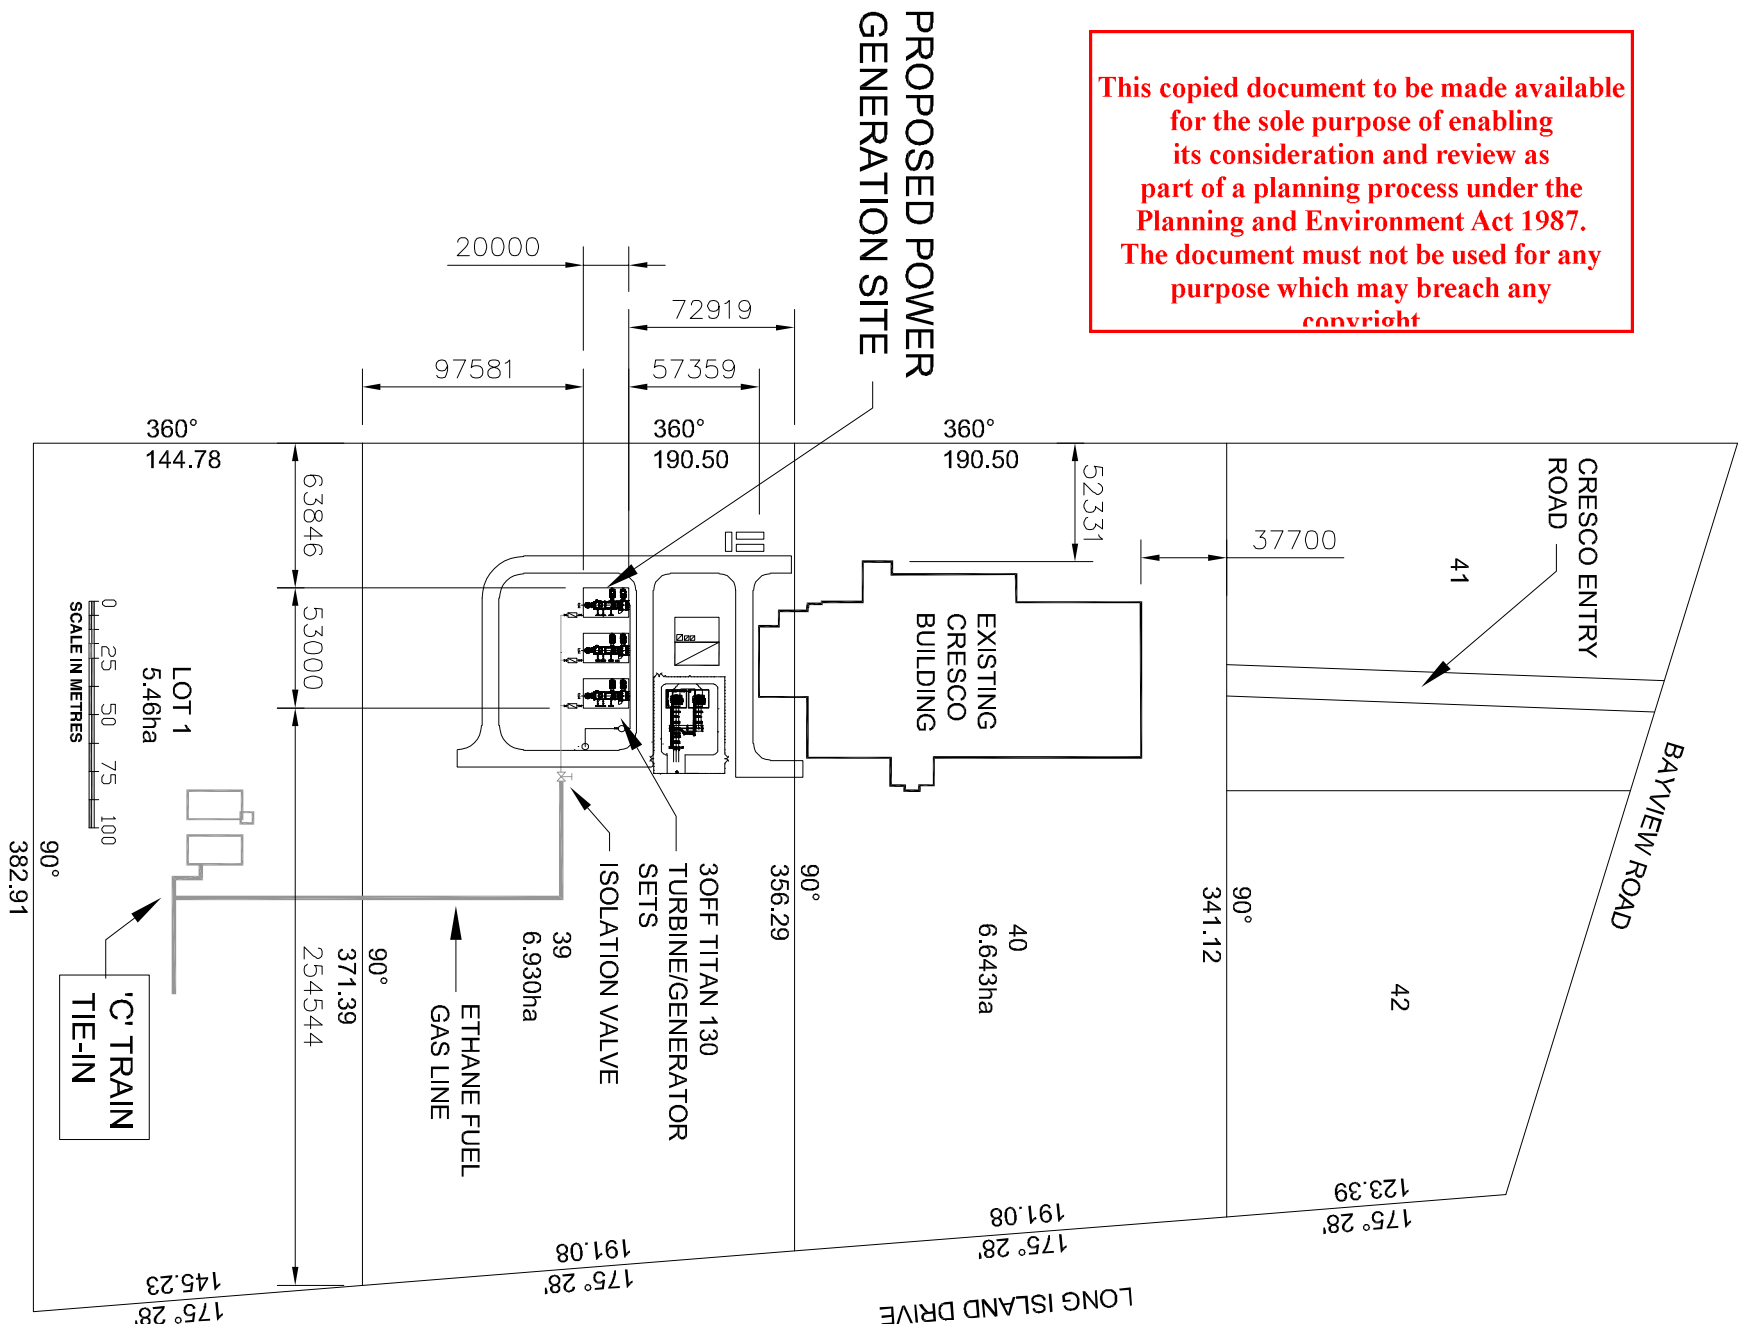 This copied document to be made available
for the sole purpose of enabling
its consideration and review as
part of a planning process under the
Planning and Environment Act 1987.
The document must not be used for any
purpose which may breach any
copyright
PROPOSED POWER
GENERATION SITE
20000
72919
97581
57359
360°
144.78
360°
190.50
360°
190.50
63846
53000
254544
52331
37700
CRESCO ENTRY
ROAD
41
EXISTING
CRESCO
BUILDING
BAYVIEW ROAD
LOT 1
5.46ha
0 25 50 75 100
SCALE IN METRES
90°
382.91
90°
371.39
90°
356.29
90°
341.12
39
6.930ha
40
6.643ha
42
3OFF TITAN 130
TURBINE/GENERATOR
SETS
ISOLATION VALVE
ETHANE FUEL
GAS LINE
'C' TRAIN
TIE-IN
145.23
175° 28'
191.08
175° 28'
191.08
175° 28'
123.39
175° 28'
LONG ISLAND DRIVE